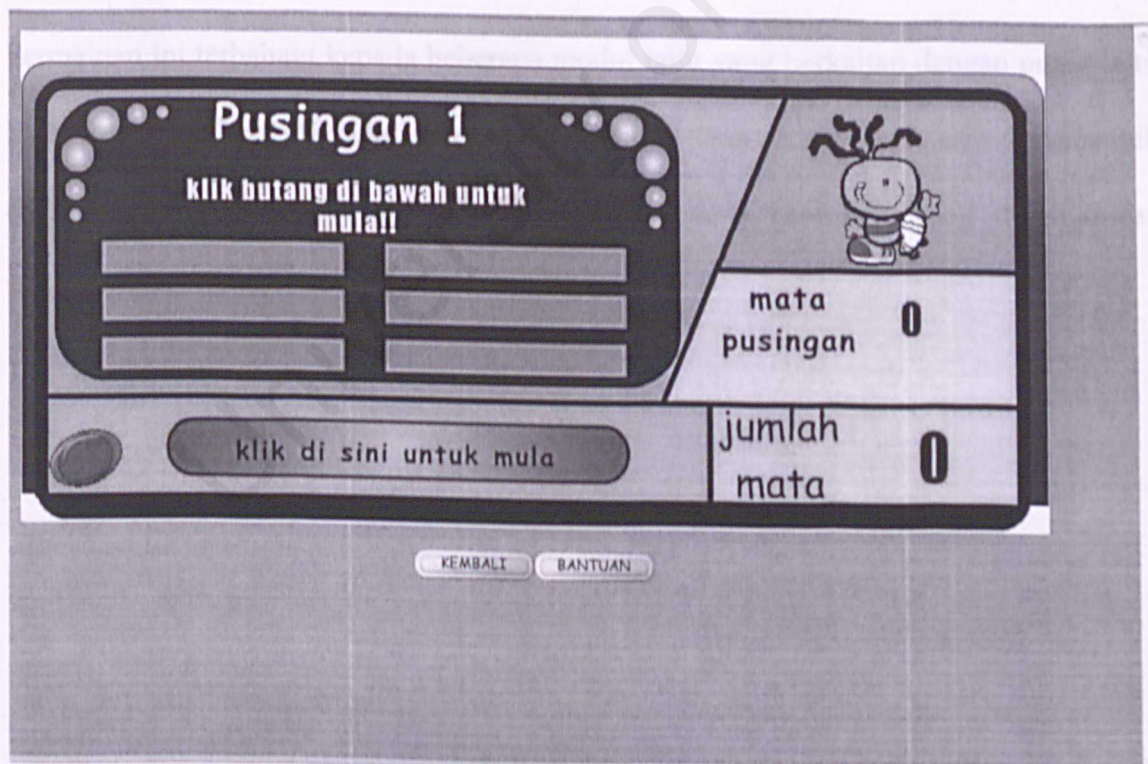 Pusingan 1
klik butang di bawah untuk
mula!!
mata
pusingan
0
klik di sini untuk mula
jumlah
mata
0
KEMBALI
BANTUAN